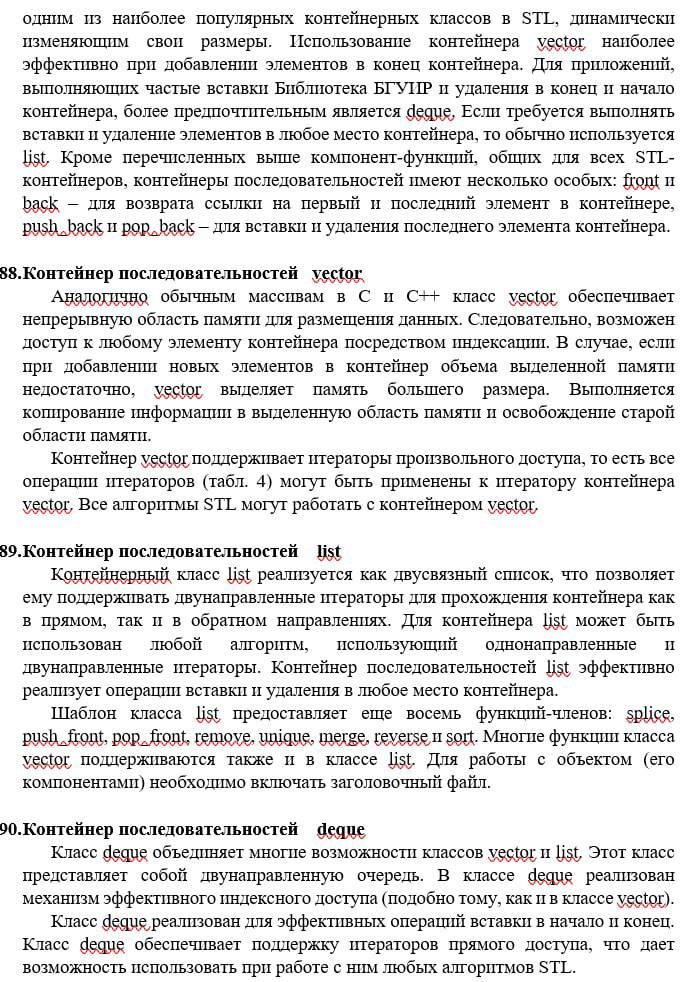 одним из наиболее популярных контейнерных классов в STL, динамически
изменяющим свои размеры. Использование контейнера vector наиболее
эффективно при добавлении элементов в конец контейнера. Для приложений,
выполняющих частые вставки Библиотека БГУИР и удаления в конец и начало
контейнера, более предпочтительным является deque. Если требуется выполнять
вставки и удаление элементов в любое место контейнера, то обычно используется
list. Кроме перечисленных выше компонент-функций, общих для всех STL-
контейнеров, контейнеры последовательностей имеют несколько особых: front и
back – для возврата ссылки на первый и последний элемент в контейнере,
push_back и pop_back – для вставки и удаления последнего элемента контейнера.
88.Контейнер последовательностей vector
Аналогично обычным массивам в С и С++ класс vector обеспечивает
непрерывную область памяти для размещения данных. Следовательно, возможен
доступ к любому элементу контейнера посредством индексации. В случае, если
при добавлении новых элементов в контейнер объема выделенной памяти
недостаточно, vector выделяет память большего размера. Выполняется
копирование информации в выделенную область памяти и освобождение старой
области памяти.
Контейнер vector поддерживает итераторы произвольного доступа, то есть все
операции итераторов (табл. 4) могут быть применены к итератору контейнера
vector. Все алгоритмы STL могут работать с контейнером vector.
89.Контейнер последовательностей list
Контейнерный класс list реализуется как двусвязный список, что позволяет
ему поддерживать двунаправленные итераторы для прохождения контейнера как
в прямом, так и в обратном направлениях. Для контейнера list может быть
использован любой алгоритм, использующий однонаправленные и
двунаправленные итераторы. Контейнер последовательностей list эффективно
реализует операции вставки и удаления в любое место контейнера.
Шаблон класса list предоставляет еще восемь функций-членов: splice,
push_front, pop_front, remove, unique, merge, reverse и sort. Многие функции класса
vector поддерживаются также и в классе list. Для работы с объектом (его
компонентами) необходимо включать заголовочный файл.
90.Контейнер последовательностей deque
Класс deque объединяет многие возможности классов vector и list. Этот класс
представляет собой двунаправленную очередь. В классе deque реализован
механизм эффективного индексного доступа (подобно тому, как и в классе vector).
Класс deque реализован для эффективных операций вставки в начало и конец.
Класс deque обеспечивает поддержку итераторов прямого доступа, что дает
возможность использовать при работе с ним любых алгоритмов STL.